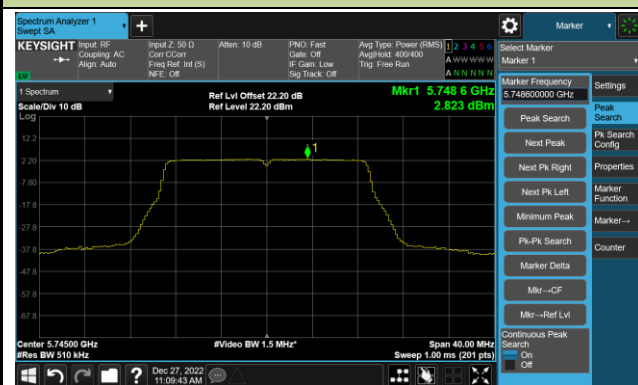 Spectrum Analyzer 1
Swept SA
Marker
KEYSIGHT
Input: RF
Coupling: AC
Align: Auto
Input Z: 50 Ω
Corr CCorr
Freq Ref: Int (S)
NFE: Off
Atten: 10 dB
PNO: Fast
Gate: Off
IF Gain: Low
Sig Track: Off
Avg Type: Power (RMS)
Avg|Hold: 400/400
Trig: Free Run
1 2 3 4 5 6
A W W W W W
A N N N N N
LVI
Select Marker
Marker 1
1 Spectrum
Scale/Div 10 dB
Log
Ref Lvl Offset 22.20 dB
Ref Level 22.20 dBm
Mkr1 5.748 6 GHz
2.823 dBm
Marker Frequency
5.748600000 GHz
Peak Search
Next Peak
Next Pk Right
Next Pk Left
Minimum Peak
Pk-Pk Search
Marker Delta
Mkr→CF
Mkr→Ref Lvl
Continuous Peak
Search
On
Off
Settings
Peak
Search
Pk Search
Config
Properties
Marker
Function
Marker→
Counter
12.2
2.20
-7.80
-17.8
-27.8
-37.8
-47.8
-57.8
-67.8
1
Center 5.74500 GHz
#Res BW 510 kHz
#Video BW 1.5 MHz*
Span 40.00 MHz
Sweep 1.00 ms (201 pts)
Dec 27, 2022
11:09:43 AM